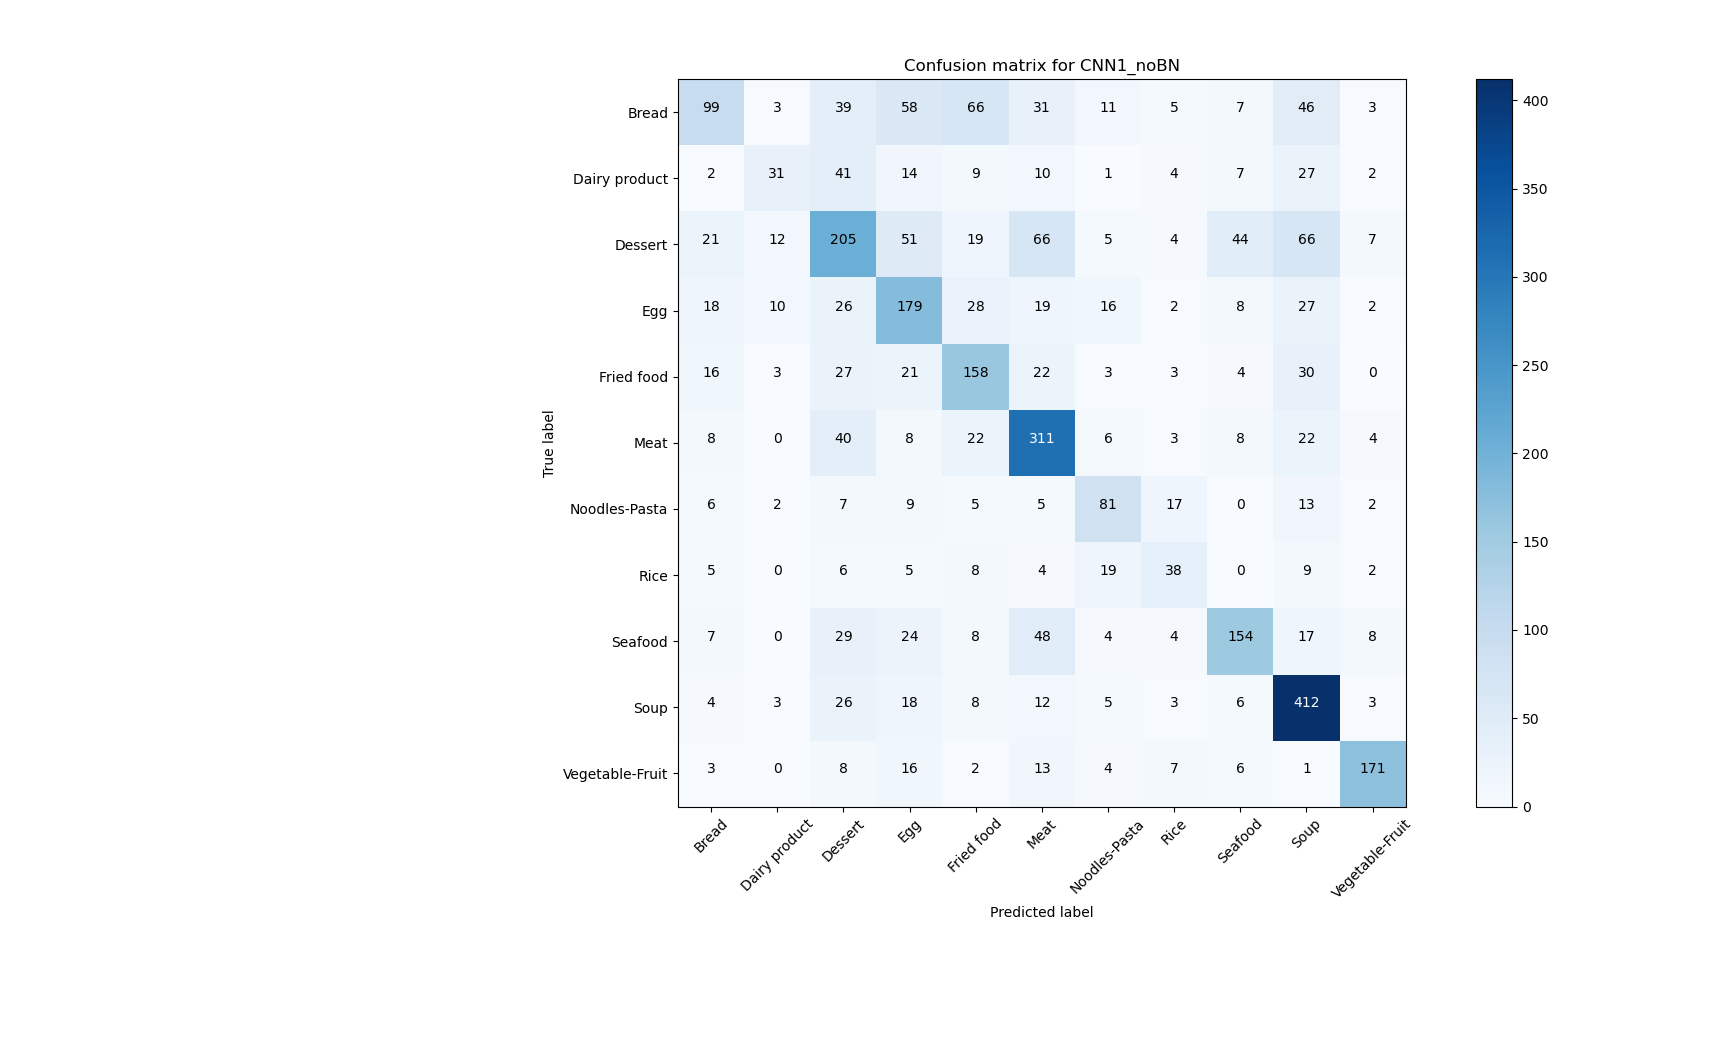 Confusion matrix for CNN1_noBN
Bread 99 3 39 58 66 31 11 5 7 46 3
Dairy product 2 31 41 14 9 10 1 4 7 27 2
Dessert 21 12 205 51 19 66 5 4 44 66 7
Egg 18 10 26 179 28 19 16 2 8 27 2
Fried food 16 3 27 21 158 22 3 3 4 30 0
Meat 8 0 40 8 22 311 6 3 8 22 4
Noodles-Pasta 6 2 7 9 5 5 81 17 0 13 2
Rice 5 0 6 5 8 4 19 38 0 9 2
Seafood 7 0 29 24 8 48 4 4 154 17 8
Soup 4 3 26 18 8 12 5 3 6 412 3
Vegetable-Fruit 3 0 8 16 2 13 4 7 6 1 171
True label
Bread Dairy product Dessert Egg Fried food Meat Noodles-Pasta Rice Seafood Soup Vegetable-Fruit
Predicted label
400
350
300
250
200
150
100
50
0